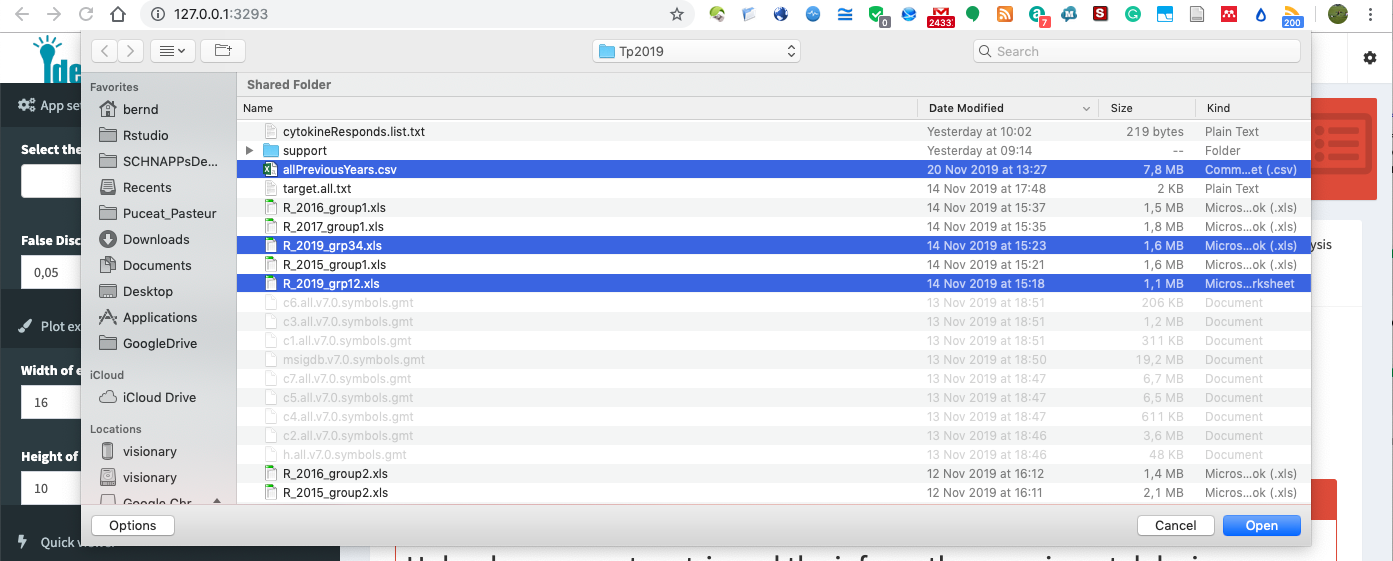 127.0.0.1:3293
0
2433
7
200
Tp2019
Search
Ide
App se
Select the
False Disc
0,05
Plot ex
Width of e
16
Height of
10
Quick viewer
Favorites
bernd
Rstudio
SCHNAPPsDe...
Recents
Puceat_Pasteur
Downloads
Documents
Desktop
Applications
GoogleDrive
iCloud
iCloud Drive
Locations
visionary
visionary
Google Chr
Shared Folder
Name Date Modified Size Kind
cytokineResponds.list.txt Yesterday at 10:02 219 bytes Plain Text
support Yesterday at 09:14 -- Folder
allPreviousYears.csv 20 Nov 2019 at 13:27 7,8 MB Comm...et (.csv)
target.all.txt 14 Nov 2019 at 17:48 2 KB Plain Text
R_2016_group1.xls 14 Nov 2019 at 15:37 1,5 MB Micros...ok (.xls)
R_2017_group1.xls 14 Nov 2019 at 15:35 1,8 MB Micros...ok (.xls)
R_2019_grp34.xls 14 Nov 2019 at 15:23 1,6 MB Micros...ok (.xls)
R_2015_group1.xls 14 Nov 2019 at 15:21 1,6 MB Micros...ok (.xls)
R_2019_grp12.xls 14 Nov 2019 at 15:18 1,1 MB Micros...rksheet
c6.all.v7.0.symbols.gmt 13 Nov 2019 at 18:51 206 KB Document
c3.all.v7.0.symbols.gmt 13 Nov 2019 at 18:51 1,2 MB Document
c1.all.v7.0.symbols.gmt 13 Nov 2019 at 18:51 311 KB Document
msigdb.v7.0.symbols.gmt 13 Nov 2019 at 18:50 19,2 MB Document
c7.all.v7.0.symbols.gmt 13 Nov 2019 at 18:47 6,7 MB Document
c5.all.v7.0.symbols.gmt 13 Nov 2019 at 18:47 6,5 MB Document
c4.all.v7.0.symbols.gmt 13 Nov 2019 at 18:47 611 KB Document
c2.all.v7.0.symbols.gmt 13 Nov 2019 at 18:46 3,6 MB Document
h.all.v7.0.symbols.gmt 13 Nov 2019 at 18:46 48 KB Document
R_2016_group2.xls 12 Nov 2019 at 16:12 1,4 MB Micros...ok (.xls)
R_2015_group2.xls 12 Nov 2019 at 16:11 2,1 MB Micros...ok (.xls)
ysis
Options
Cancel
Open